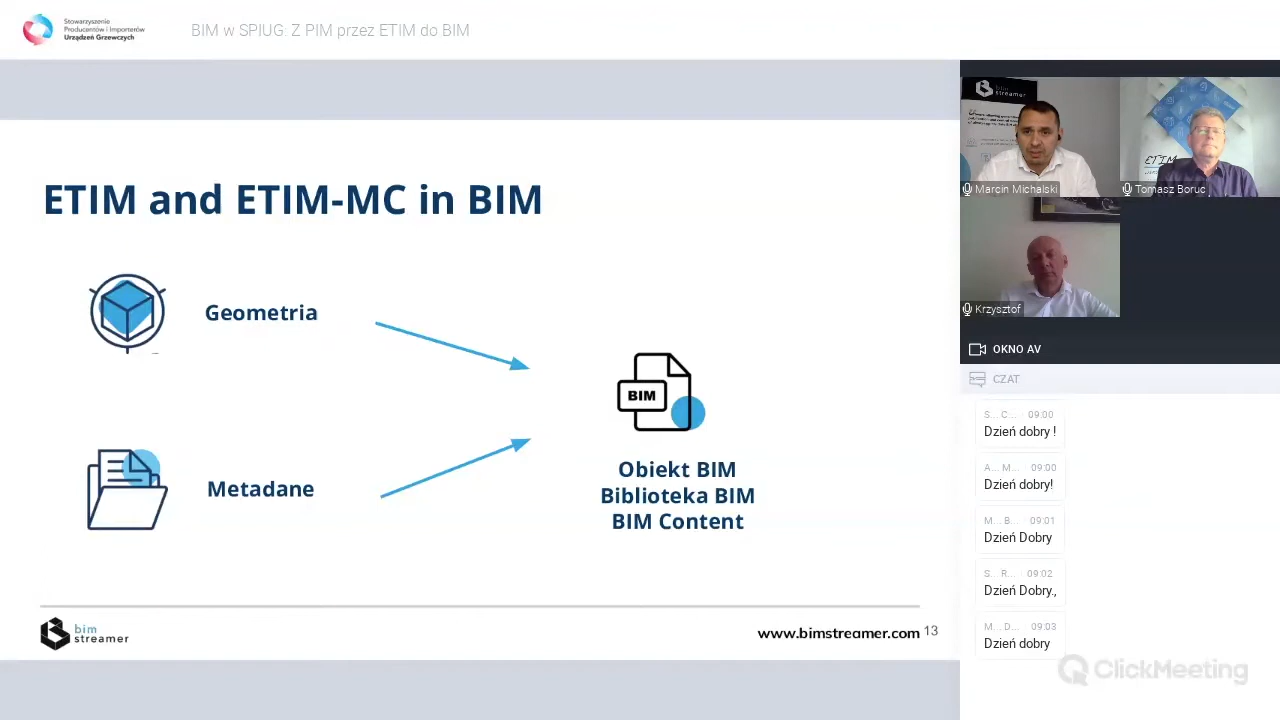 Stowarzyszenie
Producentów i Importerów
Urządzeń Grzewczych
BIM w SPIUG: Z PIM przez ETIM do BIM
ETIM and ETIM-MC in BIM
Geometria
Metadane
BIM
Obiekt BIM
Biblioteka BIM
BIM Content
bim
streamer
www.bimstreamer.com 13
bim
streamer
ETIM
Marcin Michalski
Tomasz Boruc
Krzysztof
OKNO AV
CZAT
S... C... 09:00
Dzień dobry !
A... M... 09:00
Dzień dobry!
M... B... 09:01
Dzień Dobry
S... R... 09:02
Dzień Dobry.,
M... D... 09:03
Dzień dobry
ClickMeeting